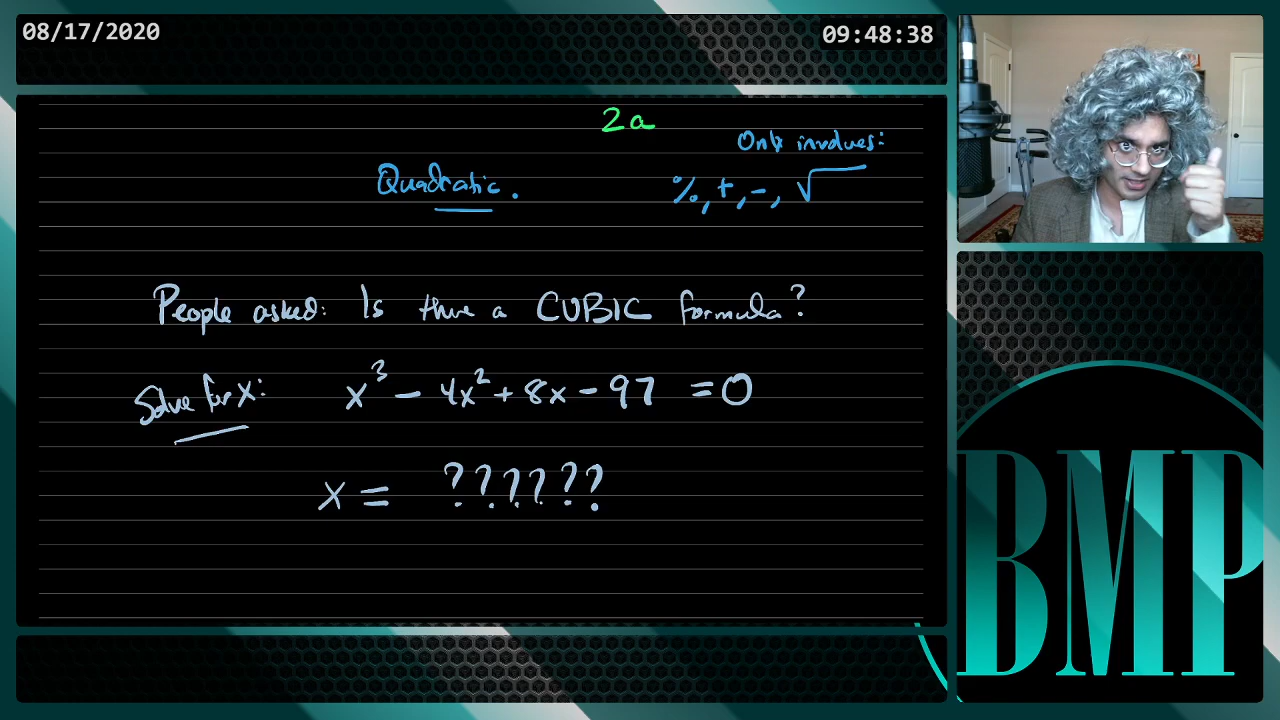 08/17/2020
09:48:38
2a
Only involves:
Quadratic.
%, +, -, √
People asked: Is there a CUBIC formula?
Solve for x: x³ - 4x² + 8x - 97 = 0
x = ??????
BMP